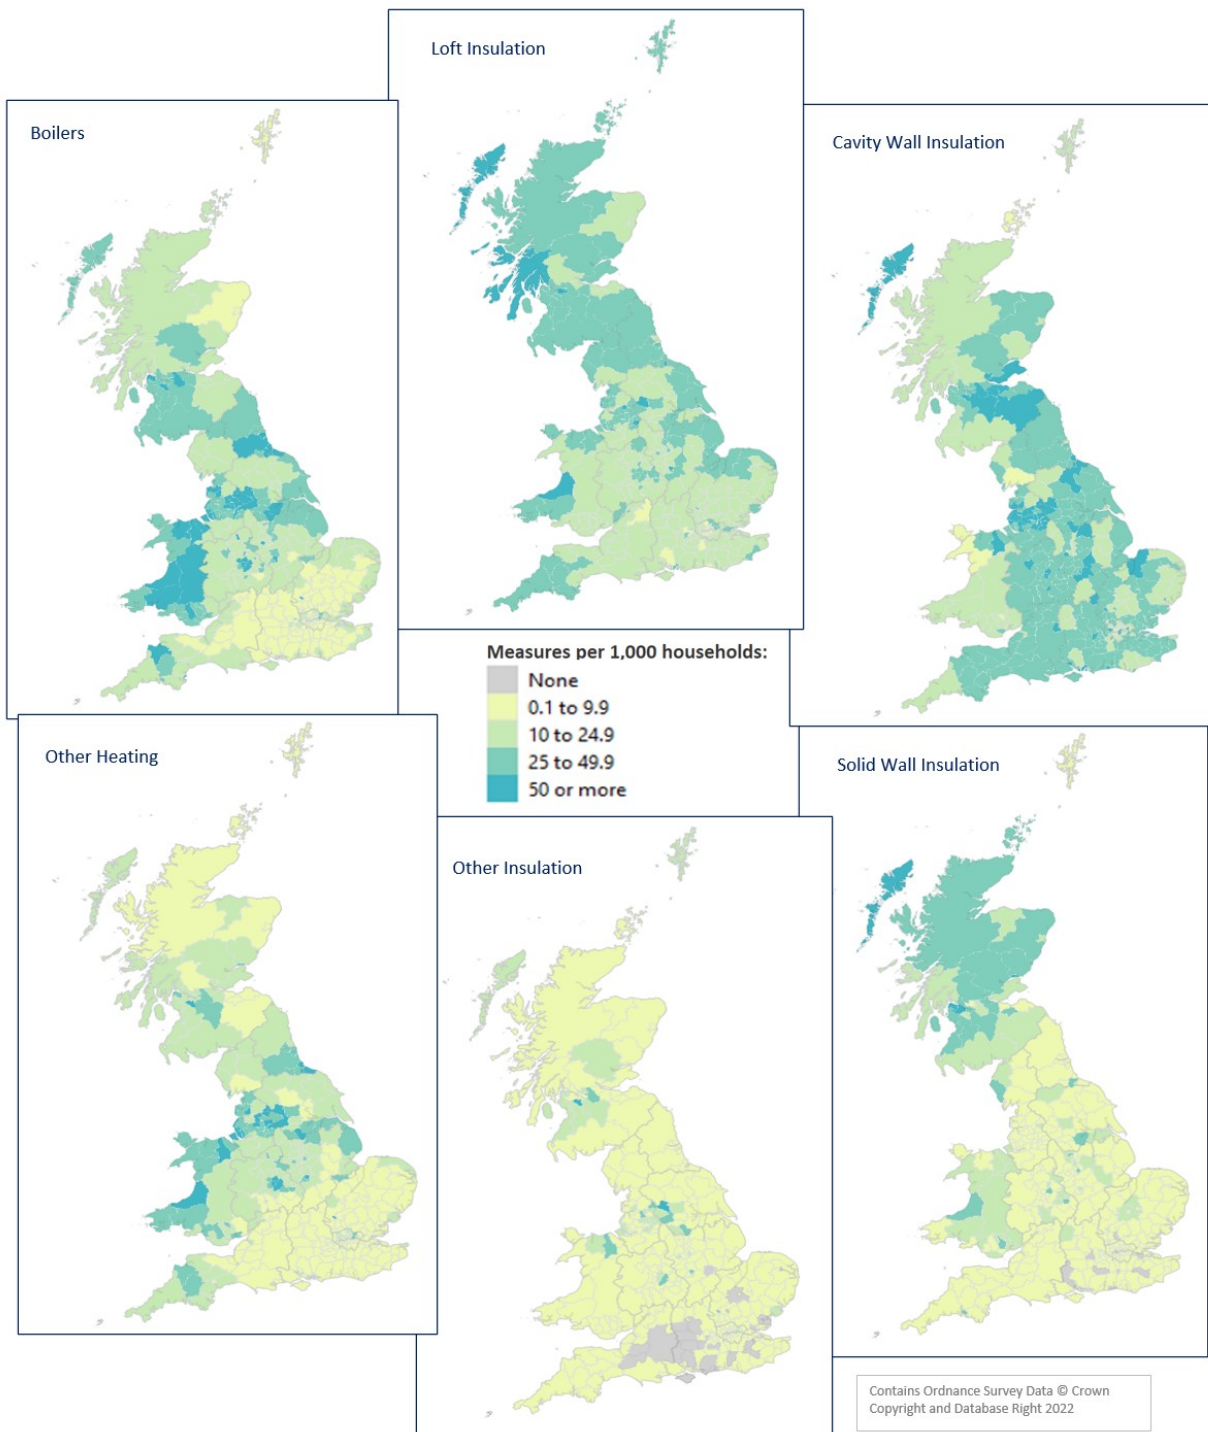 Loft Insulation
Boilers
Cavity Wall Insulation
Measures per 1,000 households:
None
0.1 to 9.9
10 to 24.9
25 to 49.9
50 or more
Other Heating
Solid Wall Insulation
Other Insulation
Contains Ordnance Survey Data © Crown
Copyright and Database Right 2022